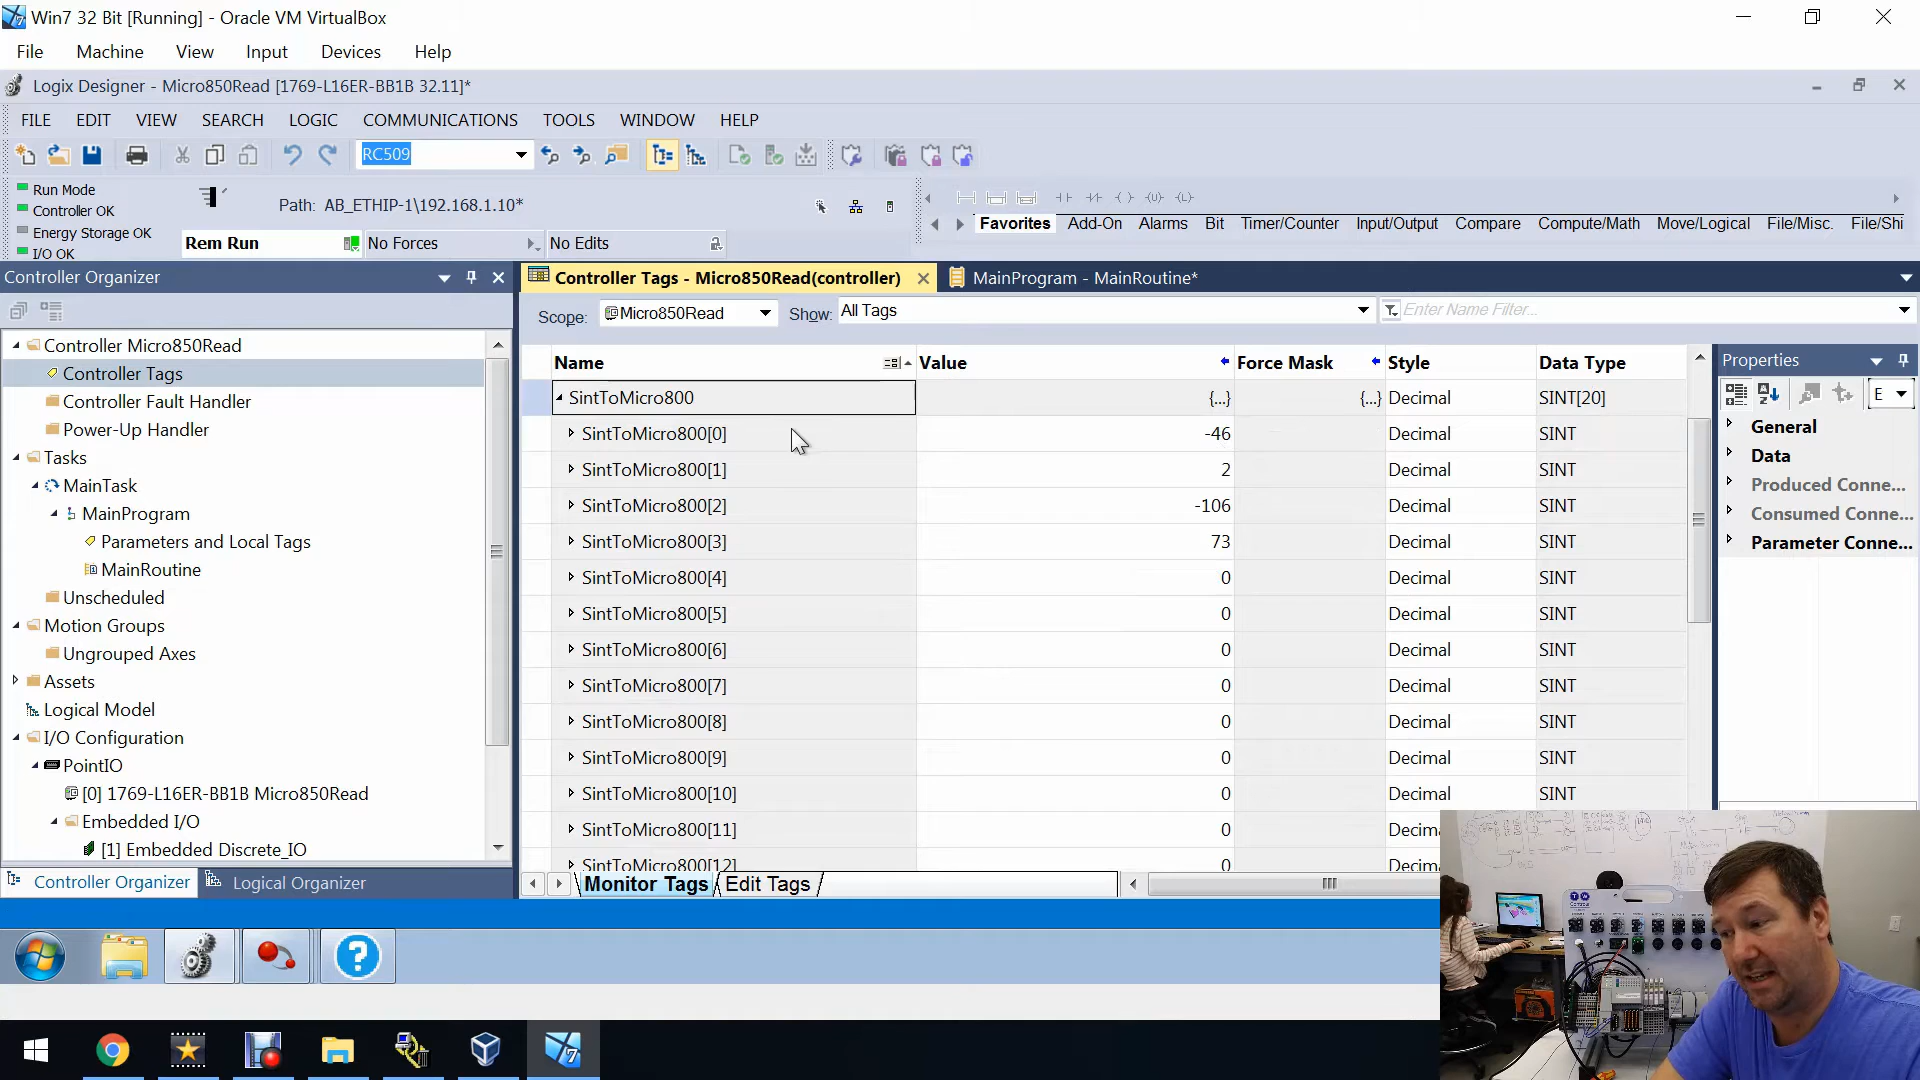 Win7 32 Bit [Running] - Oracle VM VirtualBox
File Machine View Input Devices Help
Logix Designer - Micro850Read [1769-L16ER-BB1B 32.11]*
FILE EDIT VIEW SEARCH LOGIC COMMUNICATIONS TOOLS WINDOW HELP
RC509
Run Mode
Controller OK
Energy Storage OK
I/O OK
Path: AB_ETHIP-1\192.168.1.10*
Rem Run No Forces No Edits
Favorites Add-On Alarms Bit Timer/Counter Input/Output Compare Compute/Math Move/Logical File/Misc. File/Shi
Controller Organizer
Controller Micro850Read
Controller Tags
Controller Fault Handler
Power-Up Handler
Tasks
MainTask
MainProgram
Parameters and Local Tags
MainRoutine
Unscheduled
Motion Groups
Ungrouped Axes
Assets
Logical Model
I/O Configuration
PointIO
[0] 1769-L16ER-BB1B Micro850Read
Embedded I/O
[1] Embedded Discrete_IO
Controller Organizer Logical Organizer
Controller Tags - Micro850Read(controller) MainProgram - MainRoutine*
Scope: Micro850Read Show: All Tags Enter Name Filter...
Name Value Force Mask Style Data Type
SintToMicro800 {...} {...} Decimal SINT[20]
SintToMicro800[0] -46 Decimal SINT
SintToMicro800[1] 2 Decimal SINT
SintToMicro800[2] -106 Decimal SINT
SintToMicro800[3] 73 Decimal SINT
SintToMicro800[4] 0 Decimal SINT
SintToMicro800[5] 0 Decimal SINT
SintToMicro800[6] 0 Decimal SINT
SintToMicro800[7] 0 Decimal SINT
SintToMicro800[8] 0 Decimal SINT
SintToMicro800[9] 0 Decimal SINT
SintToMicro800[10] 0 Decimal SINT
SintToMicro800[11] 0
SintToMicro800[12] 0
Monitor Tags Edit Tags
Properties
E
General
Data
Produced Conne...
Consumed Conne...
Parameter Conne...